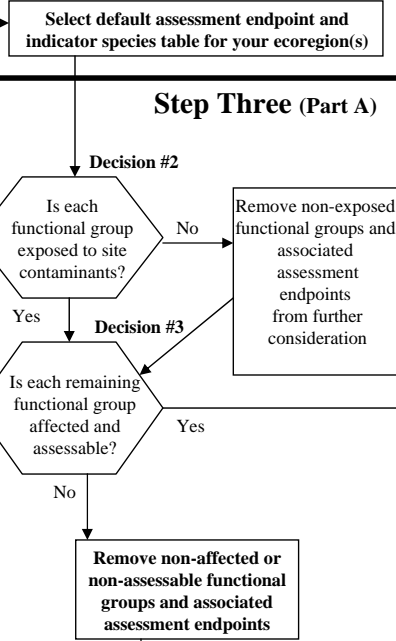 Select default assessment endpoint and
indicator species table for your ecoregion(s)
Step Three (Part A)
Decision #2
Is each
functional group
exposed to site
contaminants?
No
Remove non-exposed
functional groups and
associated
assessment
endpoints
from further
consideration
Yes
Decision #3
Is each remaining
functional group
affected and
assessable?
Yes
No
Remove non-affected or
non-assessable functional
groups and associated
assessment endpoints